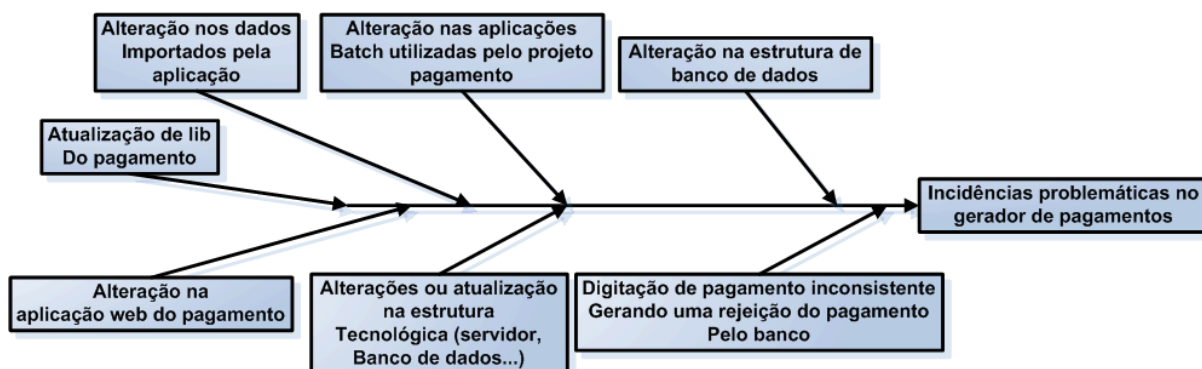 Alteração nos dados
Importados pela
aplicação
Alteração nas aplicações
Batch utilizadas pelo projeto
pagamento
Alteração na estrutura de
banco de dados
Atualização de lib
Do pagamento
Incidências problemáticas no
gerador de pagamentos
Alteração na
aplicação web do pagamento
Alterações ou atualização
na estrutura
Tecnológica (servidor,
Banco de dados...)
Digitação de pagamento inconsistente
Gerando uma rejeição do pagamento
Pelo banco